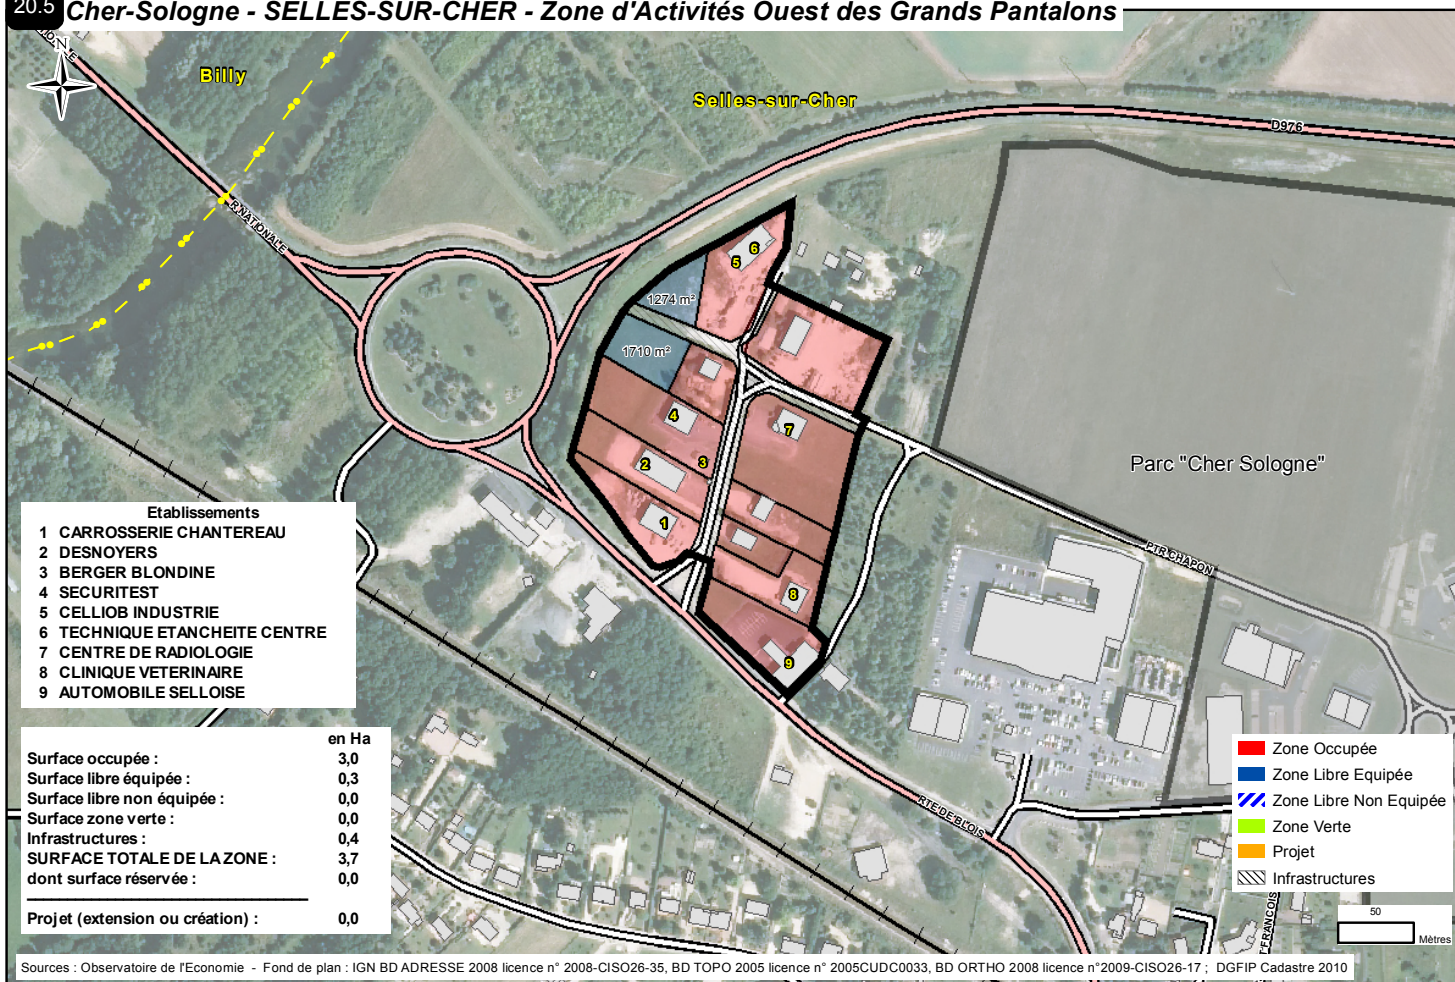 20.5 Cher-Sologne - SELLES-SUR-CHER - Zone d'Activités Ouest des Grands Pantalons
N
Billy
Selles-sur-Cher
D976
R NATIONALE
6
5
1274 m²
1710 m²
4
7
3
2
1
8
9
Parc "Cher Sologne"
PTR CHAPON
RTE DE BLOIS
Etablissements
1 CARROSSERIE CHANTEREAU
2 DESNOYERS
3 BERGER BLONDINE
4 SECURITEST
5 CELLIOB INDUSTRIE
6 TECHNIQUE ETANCHEITE CENTRE
7 CENTRE DE RADIOLOGIE
8 CLINIQUE VETERINAIRE
9 AUTOMOBILE SELLOISE
en Ha
Surface occupée : 3,0
Surface libre équipée : 0,3
Surface libre non équipée : 0,0
Surface zone verte : 0,0
Infrastructures : 0,4
SURFACE TOTALE DE LA ZONE : 3,7
dont surface réservée : 0,0
Projet (extension ou création) : 0,0
Zone Occupée
Zone Libre Equipée
Zone Libre Non Equipée
Zone Verte
Projet
Infrastructures
50
Mètres
Sources : Observatoire de l'Economie - Fond de plan : IGN BD ADRESSE 2008 licence n° 2008-CISO26-35, BD TOPO 2005 licence n° 2005CUDC0033, BD ORTHO 2008 licence n°2009-CISO26-17 ; DGFIP Cadastre 2010